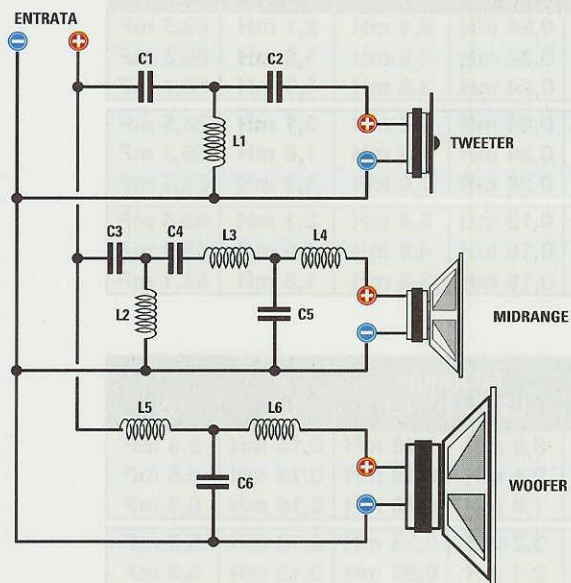 ENTRATA
C1
C2
L1
TWEETER
C3
C4
L3
L4
L2
C5
MIDRANGE
L5
L6
C6
WOOFER